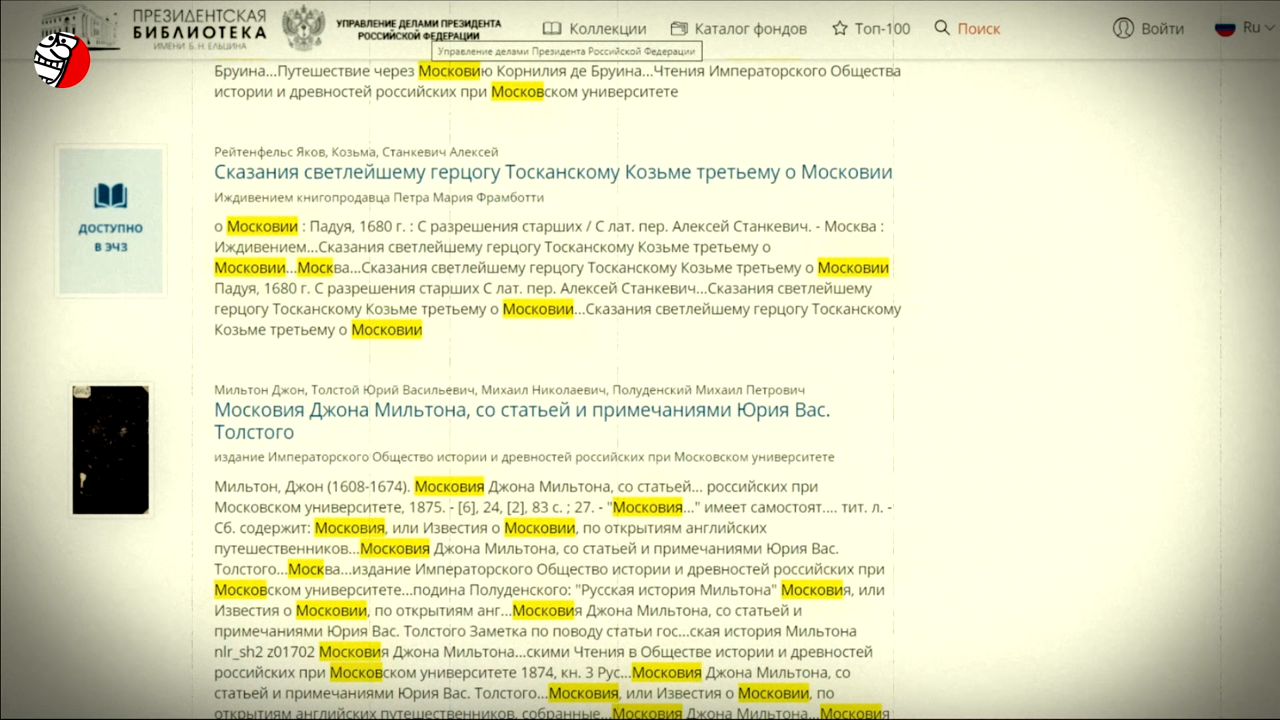 ПРЕЗИДЕНТСКАЯ
БИБЛИОТЕКА
ИМЕНИ Б. Н. ЕЛЬЦИНА
УПРАВЛЕНИЕ ДЕЛАМИ ПРЕЗИДЕНТА
РОССИЙСКОЙ ФЕДЕРАЦИИ
Коллекции
Каталог фондов
Топ-100
Поиск
Войти
Ru
Управление делами Президента Российской Федерации
Бруина...Путешествие через Московию Корнилия де Бруина...Чтения Императорского Общества
истории и древностей российских при Московском университете
ДОСТУПНО
В ЭЧЗ
Рейтенфельс Яков, Козьма, Станкевич Алексей
Сказания светлейшему герцогу Тосканскому Козьме третьему о Московии
Иждивением книгопродавца Петра Мария Фрамботти
о Московии : Падуя, 1680 г. : С разрешения старших / С лат. пер. Алексей Станкевич. - Москва :
Иждивением...Сказания светлейшему герцогу Тосканскому Козьме третьему о
Московии...Москва...Сказания светлейшему герцогу Тосканскому Козьме третьему о Московии
Падуя, 1680 г. С разрешения старших С лат. пер. Алексей Станкевич...Сказания светлейшему
герцогу Тосканскому Козьме третьему о Московии...Сказания светлейшему герцогу Тосканскому
Козьме третьему о Московии
Мильтон Джон, Толстой Юрий Васильевич, Михаил Николаевич, Полуденский Михаил Петрович
Московия Джона Мильтона, со статьей и примечаниями Юрия Вас.
Толстого
издание Императорского Общество истории и древностей российских при Московском университете
Мильтон, Джон (1608-1674). Московия Джона Мильтона, со статьей... российских при
Московском университете, 1875. - [6], 24, [2], 83 с. ; 27. - "Московия..." имеет самостоят.... тит. л. -
Сб. содержит: Московия, или Известия о Московии, по открытиям английских
путешественников...Московия Джона Мильтона, со статьей и примечаниями Юрия Вас.
Толстого...Москва...издание Императорского Общество истории и древностей российских при
Московском университете...подина Полуденского: "Русская история Мильтона" Московия, или
Известия о Московии, по открытиям анг...Московия Джона Мильтона, со статьей и
примечаниями Юрия Вас. Толстого Заметка по поводу статьи гос...ская история Мильтона
nlr_sh2 z01702 Московия Джона Мильтона...скими Чтения в Обществе истории и древностей
российских при Московском университете 1874, кн. 3 Рус...Московия Джона Мильтона, со
статьей и примечаниями Юрия Вас. Толстого...Московия, или Известия о Московии, по
открытиям английских путешественников, собранные...Московия Джона Мильтона...Московия